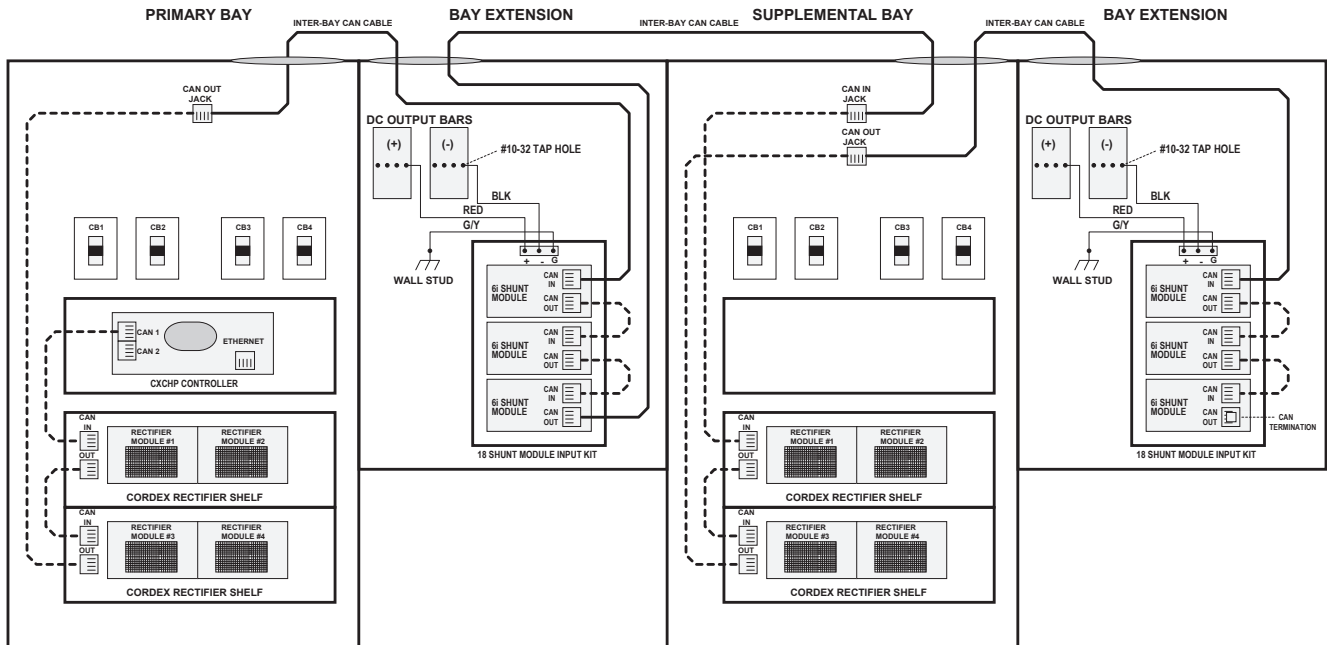 PRIMARY BAY
INTER-BAY CAN CABLE
BAY EXTENSION
INTER-BAY CAN CABLE
SUPPLEMENTAL BAY
INTER-BAY CAN CABLE
BAY EXTENSION
CAN OUT
JACK
CB1
CB2
CB3
CB4
CAN 1
CAN 2
ETHERNET
CXCHP CONTROLLER
CAN
IN
OUT
RECTIFIER
MODULE #1
RECTIFIER
MODULE #2
CORDEX RECTIFIER SHELF
CAN
IN
OUT
RECTIFIER
MODULE #3
RECTIFIER
MODULE #4
CORDEX RECTIFIER SHELF
DC OUTPUT BARS
(+)
(-)
#10-32 TAP HOLE
BLK
RED
G/Y
WALL STUD
+ - G
6i SHUNT
MODULE
CAN
IN
CAN
OUT
6i SHUNT
MODULE
CAN
IN
CAN
OUT
6i SHUNT
MODULE
CAN
IN
CAN
OUT
18 SHUNT MODULE INPUT KIT
CAN IN
JACK
CAN OUT
JACK
CB1
CB2
CB3
CB4
CAN
IN
OUT
RECTIFIER
MODULE #1
RECTIFIER
MODULE #2
CORDEX RECTIFIER SHELF
CAN
IN
OUT
RECTIFIER
MODULE #3
RECTIFIER
MODULE #4
CORDEX RECTIFIER SHELF
DC OUTPUT BARS
(+)
(-)
#10-32 TAP HOLE
BLK
RED
G/Y
WALL STUD
+ - G
6i SHUNT
MODULE
CAN
IN
CAN
OUT
6i SHUNT
MODULE
CAN
IN
CAN
OUT
6i SHUNT
MODULE
CAN
IN
CAN
OUT
CAN
TERMINATION
18 SHUNT MODULE INPUT KIT